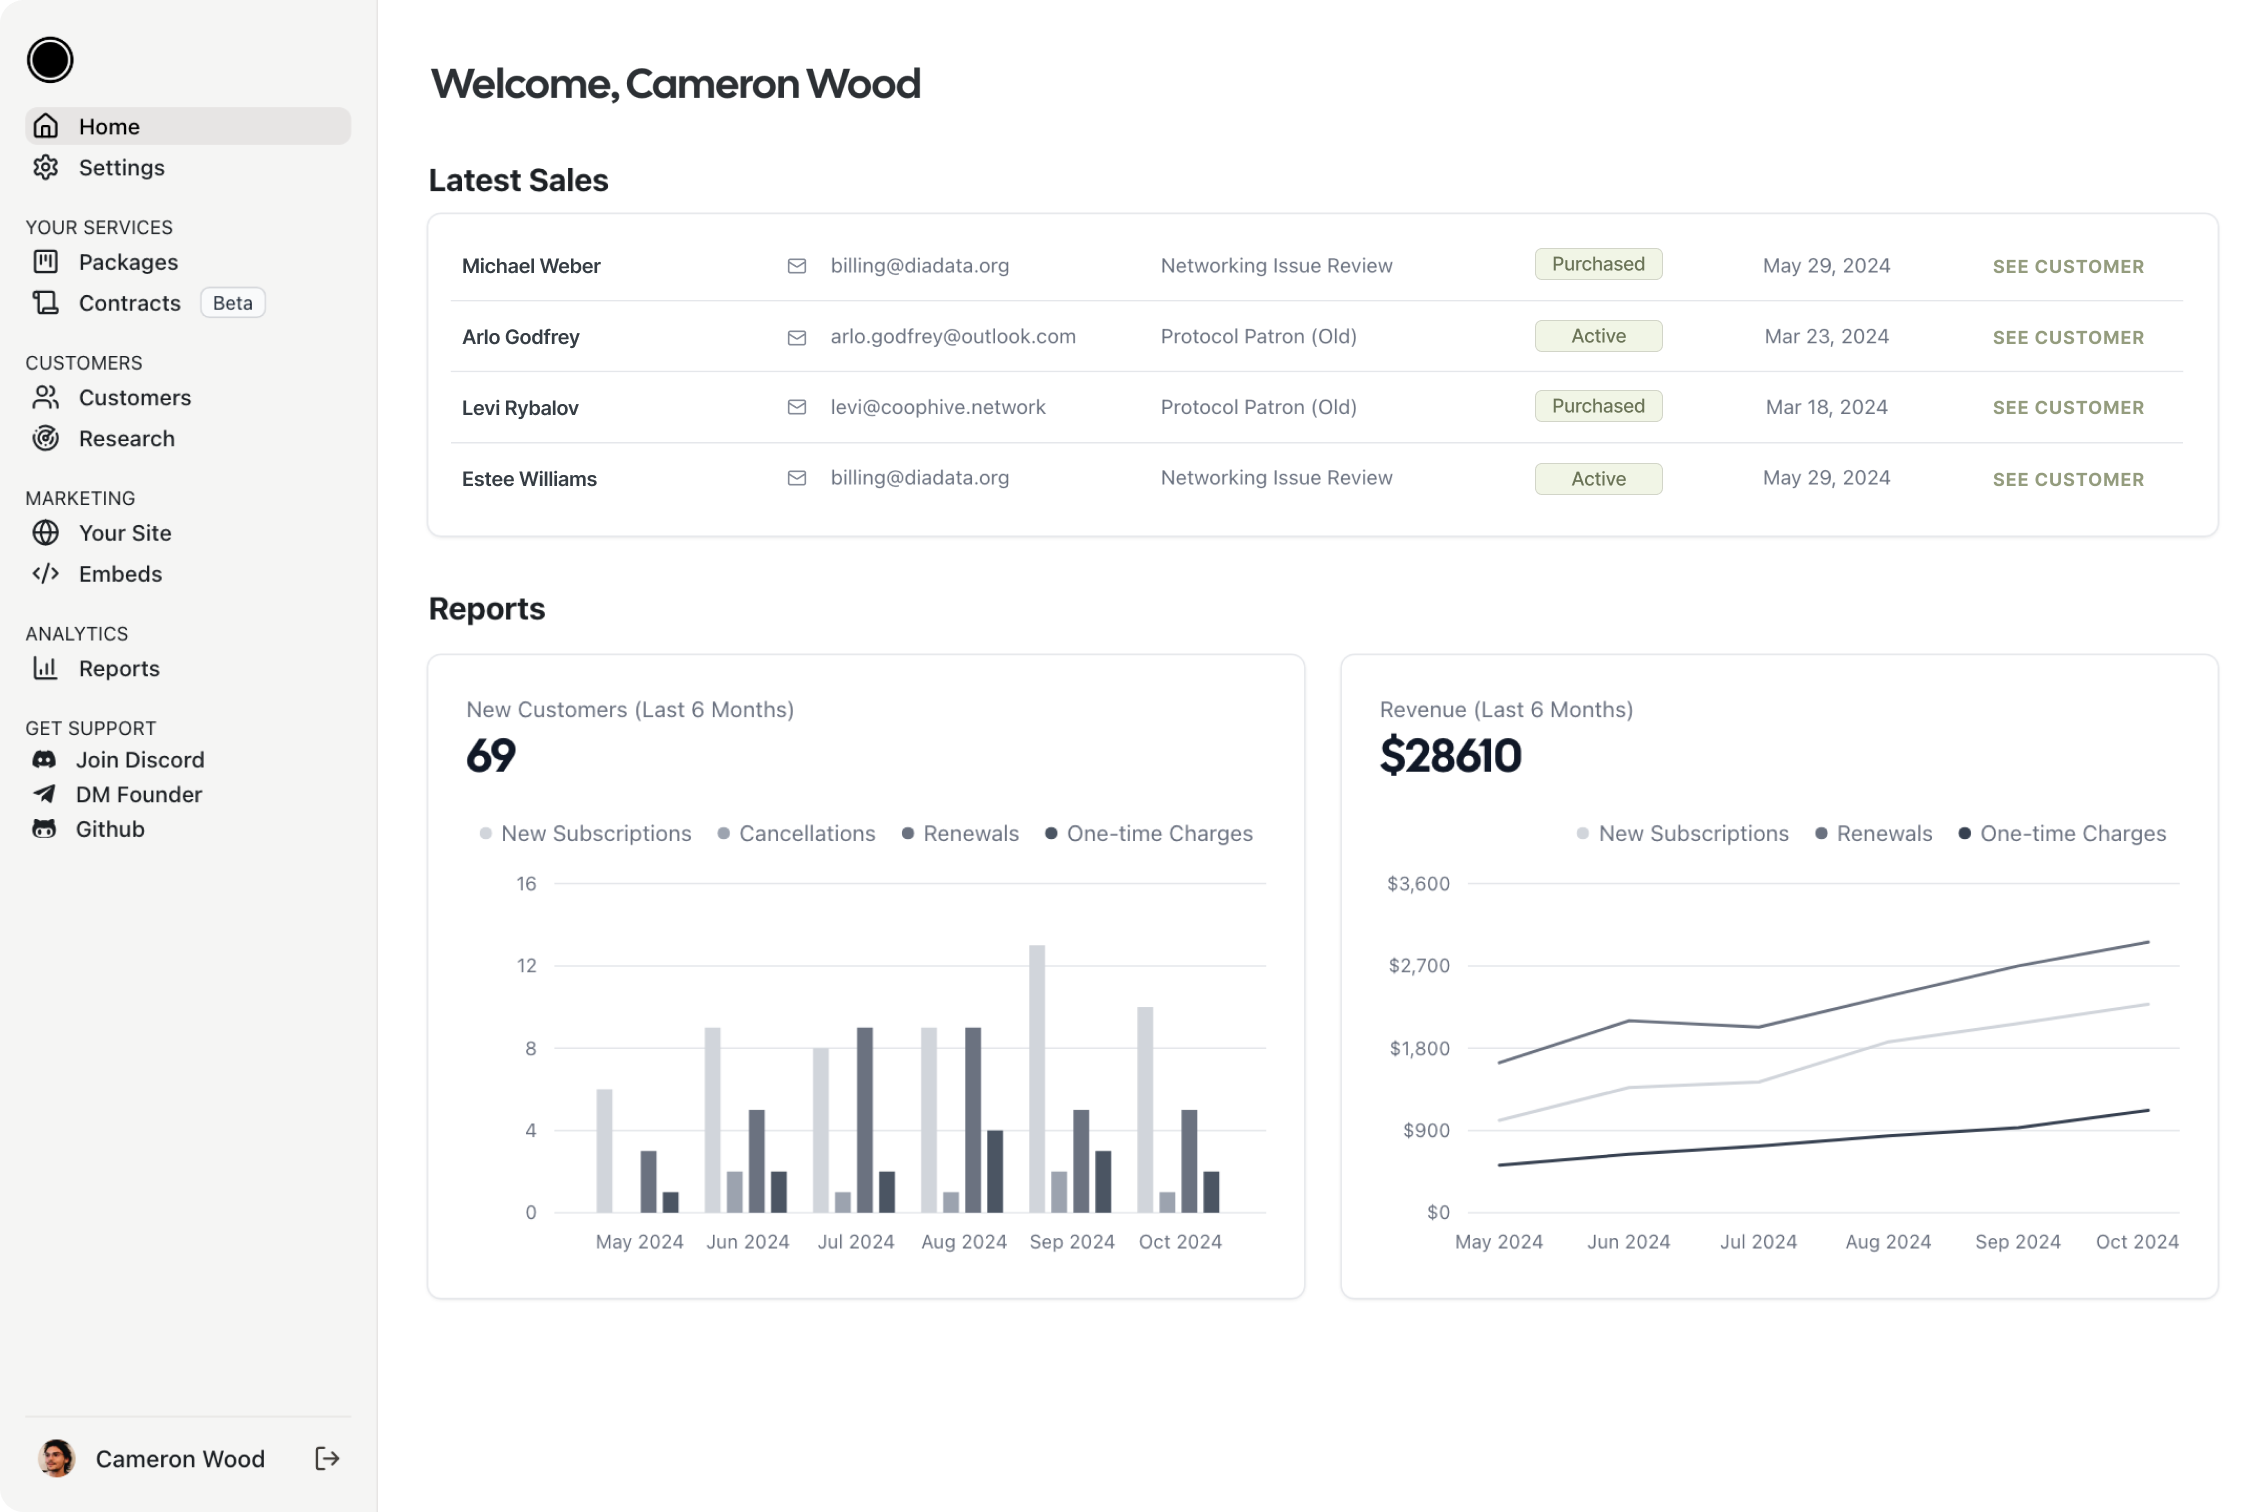 Home
Settings
YOUR SERVICES
Packages
Contracts Beta
CUSTOMERS
Customers
Research
MARKETING
Your Site
Embeds
ANALYTICS
Reports
GET SUPPORT
Join Discord
DM Founder
Github
Cameron Wood
Welcome, Cameron Wood
Latest Sales
Michael Weber billing@diadata.org Networking Issue Review Purchased May 29, 2024 SEE CUSTOMER
Arlo Godfrey arlo.godfrey@outlook.com Protocol Patron (Old) Active Mar 23, 2024 SEE CUSTOMER
Levi Rybalov levi@coophive.network Protocol Patron (Old) Purchased Mar 18, 2024 SEE CUSTOMER
Estee Williams billing@diadata.org Networking Issue Review Active May 29, 2024 SEE CUSTOMER
Reports
New Customers (Last 6 Months)
69
New Subscriptions Cancellations Renewals One-time Charges
16
12
8
4
0
May 2024 Jun 2024 Jul 2024 Aug 2024 Sep 2024 Oct 2024
Revenue (Last 6 Months)
$28610
New Subscriptions Renewals One-time Charges
$3,600
$2,700
$1,800
$900
$0
May 2024 Jun 2024 Jul 2024 Aug 2024 Sep 2024 Oct 2024